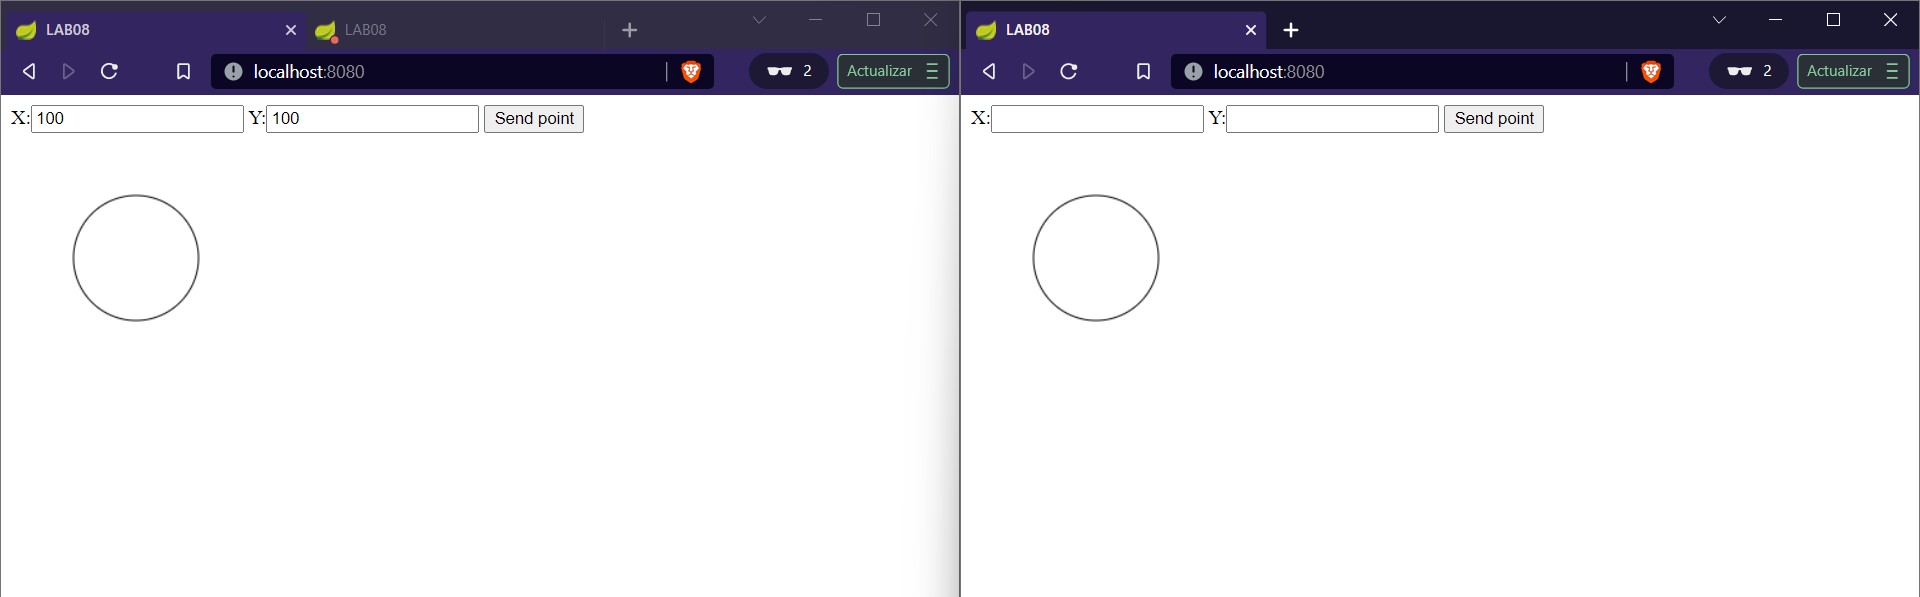 LAB08
LAB08
localhost:8080
2
Actualizar
X: 100 Y: 100 Send point
LAB08
localhost:8080
2
Actualizar
X: Y: Send point